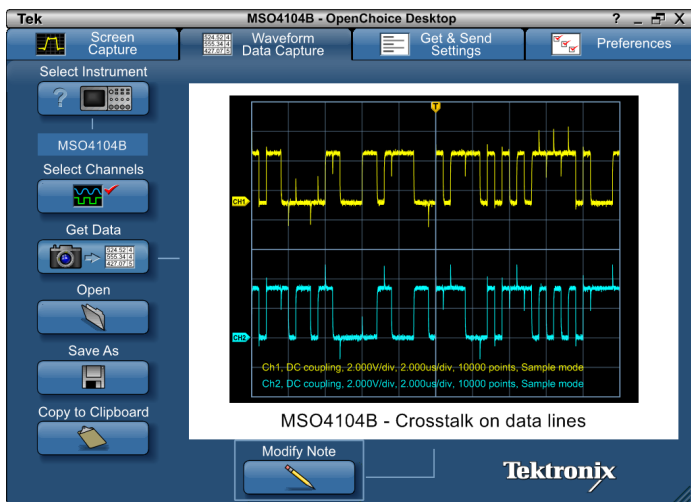 Tek
MSO4104B - OpenChoice Desktop
? _ X
Screen Capture
Waveform Data Capture
Get & Send Settings
Preferences
Select Instrument
?
MSO4104B
Select Channels
Get Data
Open
Save As
Copy to Clipboard
T
CH1
CH2
Ch1, DC coupling, 2.000V/div, 2.000us/div, 10000 points, Sample mode
Ch2, DC coupling, 2.000V/div, 2.000us/div, 10000 points, Sample mode
MSO4104B - Crosstalk on data lines
Modify Note
Tektronix